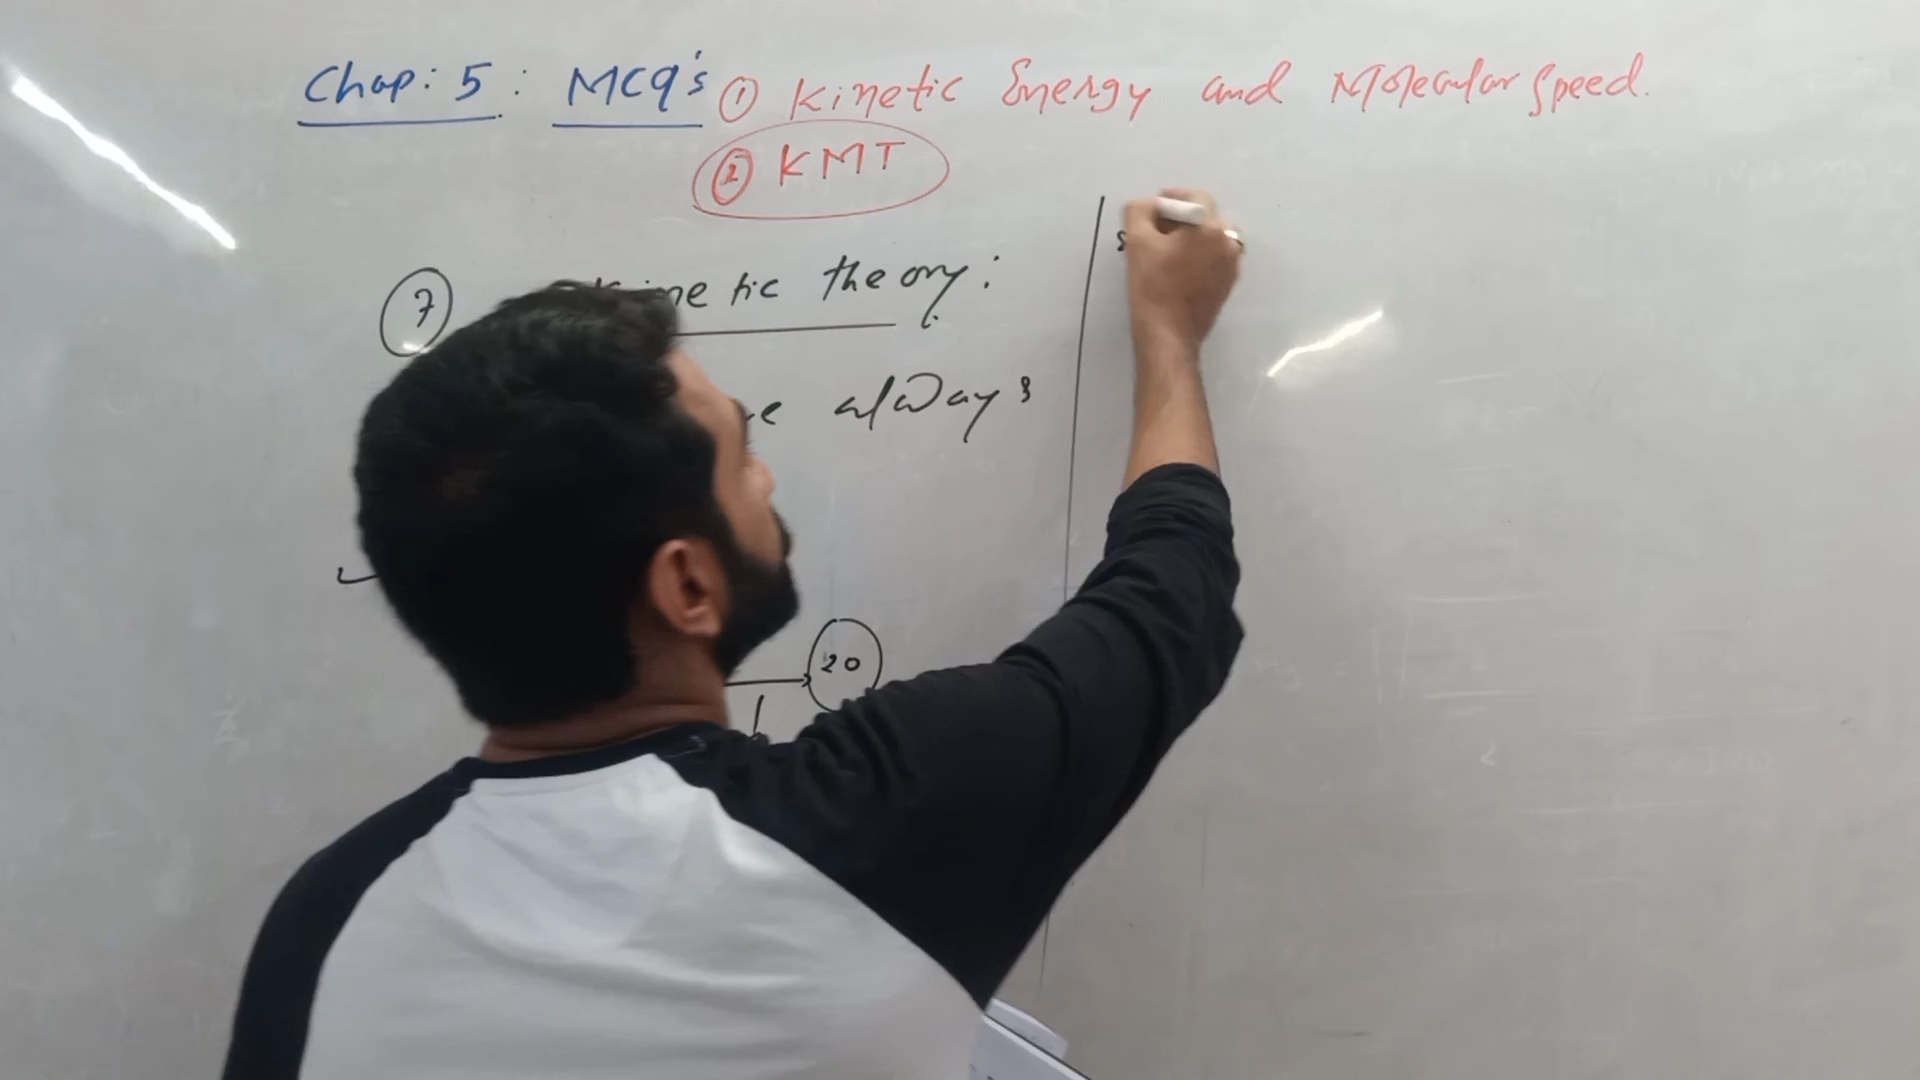 Chap: 5: MCQ's ① Kinetic Energy and Molecular Speed.
② KMT
⑦ Kinetic theory:
always
20